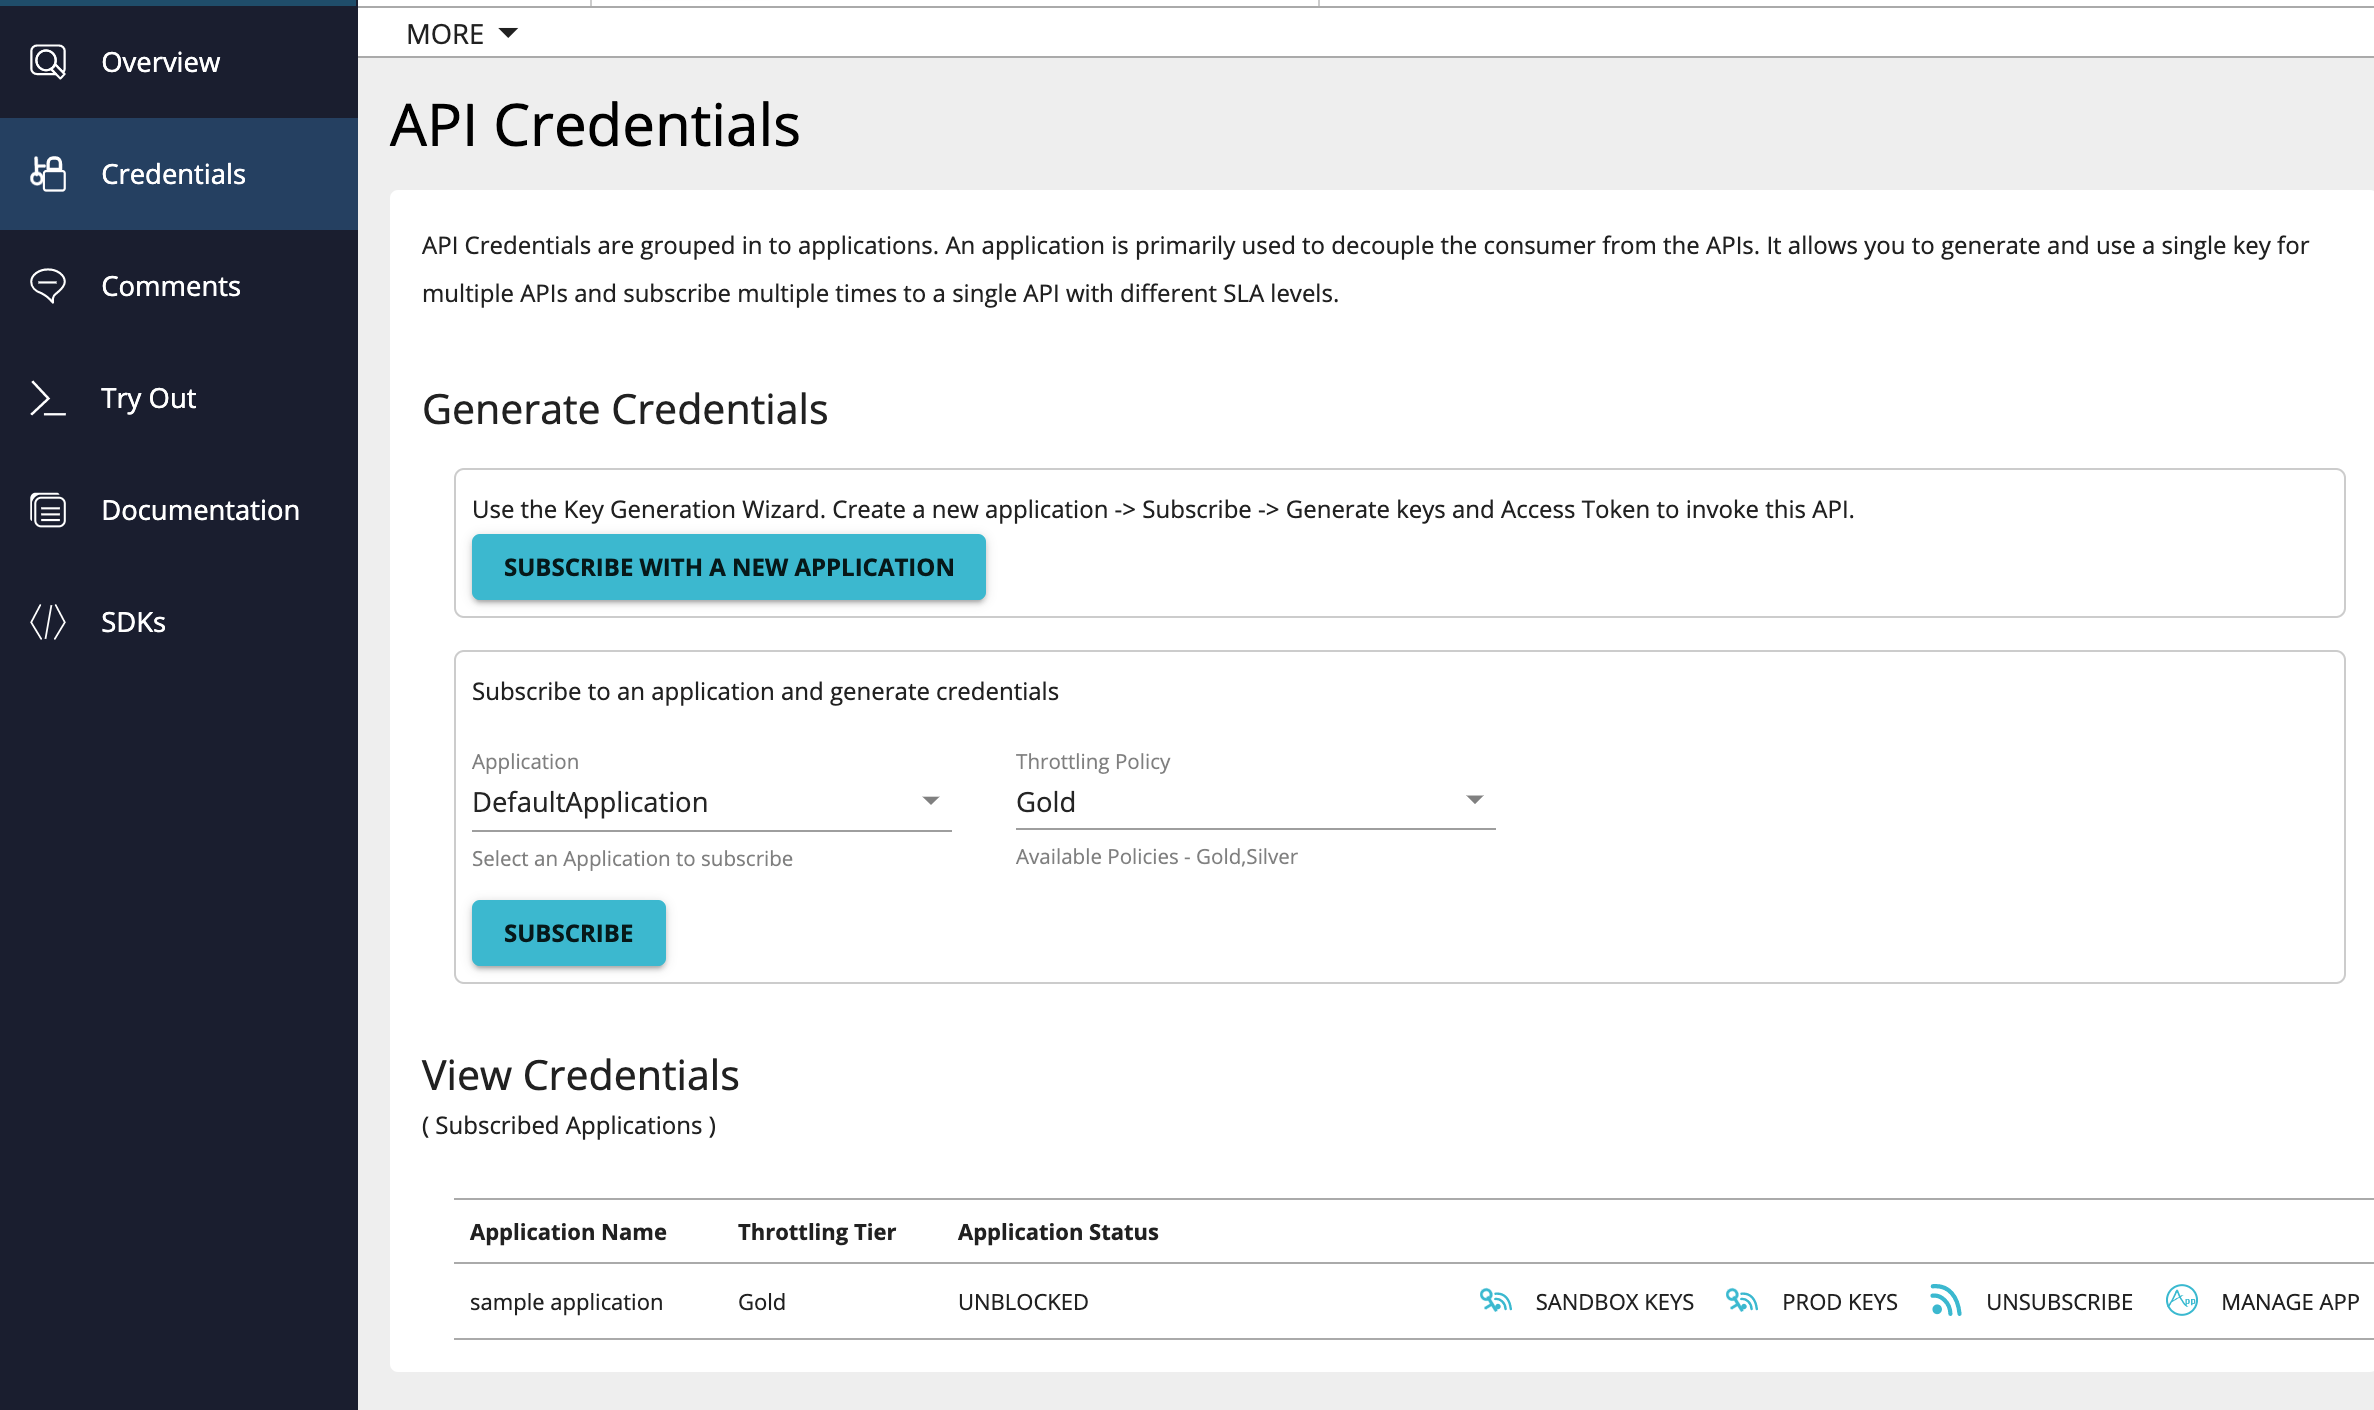 MORE
Overview
Credentials
Comments
Try Out
Documentation
SDKs
API Credentials
API Credentials are grouped in to applications. An application is primarily used to decouple the consumer from the APIs. It allows you to generate and use a single key for
multiple APIs and subscribe multiple times to a single API with different SLA levels.
Generate Credentials
Use the Key Generation Wizard. Create a new application -> Subscribe -> Generate keys and Access Token to invoke this API.
SUBSCRIBE WITH A NEW APPLICATION
Subscribe to an application and generate credentials
Application
Throttling Policy
DefaultApplication
Gold
Select an Application to subscribe
Available Policies - Gold,Silver
SUBSCRIBE
View Credentials
( Subscribed Applications )
Application Name Throttling Tier Application Status
sample application Gold UNBLOCKED SANDBOX KEYS PROD KEYS UNSUBSCRIBE App MANAGE APP